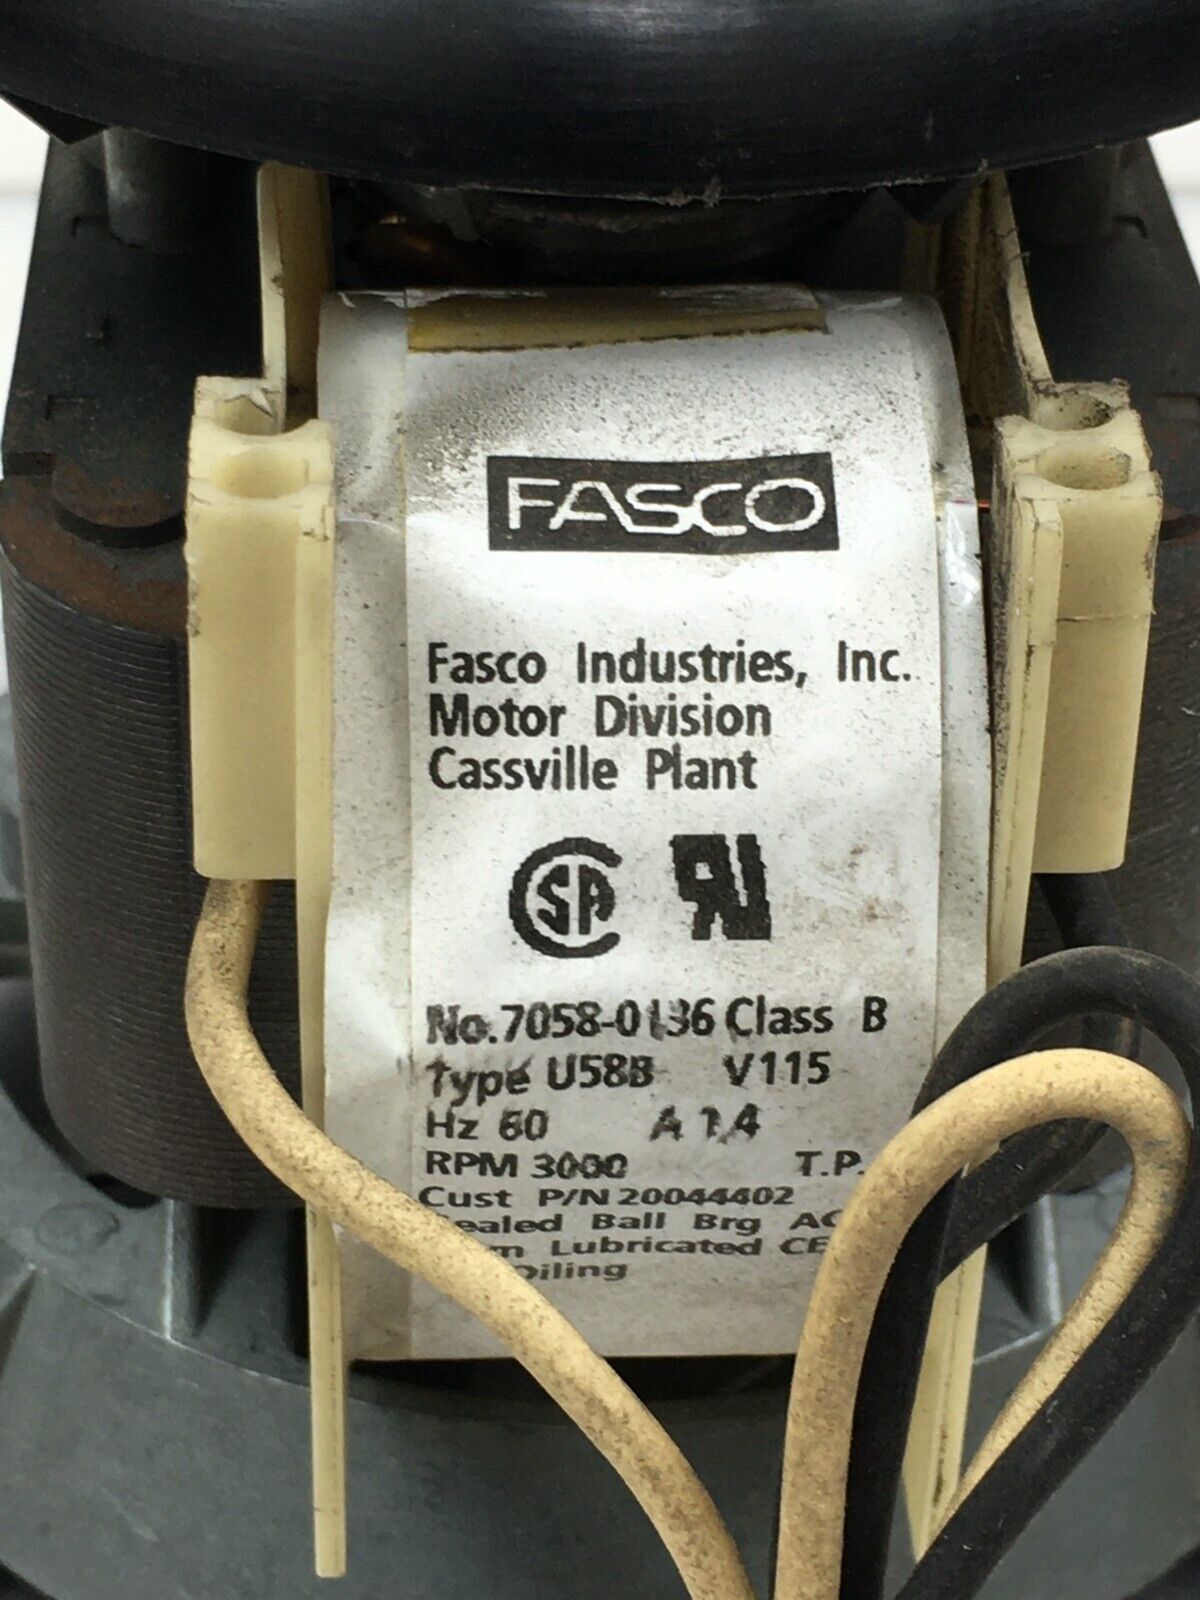 FASCO
Fasco Industries, Inc.
Motor Division
Cassville Plant
No.7058-0136 Class B
Type U58B V115
Hz 60 A 1.4
RPM 3000 T.P.
Cust P/N 20044402
Sealed Ball Brg
Lubricated
Oiling